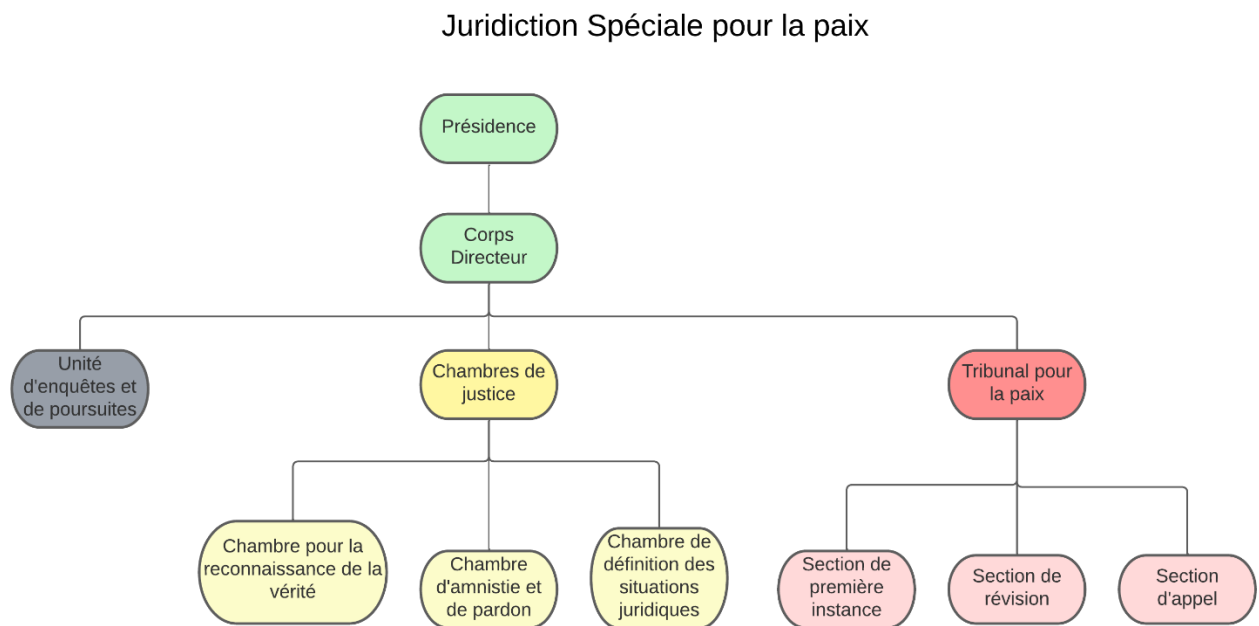 Juridiction Spéciale pour la paix
Présidence
Corps
Directeur
Unité
d'enquêtes et
de poursuites
Chambres de
justice
Tribunal pour
la paix
Chambre pour la
reconnaissance de la
vérité
Chambre
d'amnistie et
de pardon
Chambre de
définition des
situations
juridiques
Section de
première
instance
Section de
révision
Section
d'appel